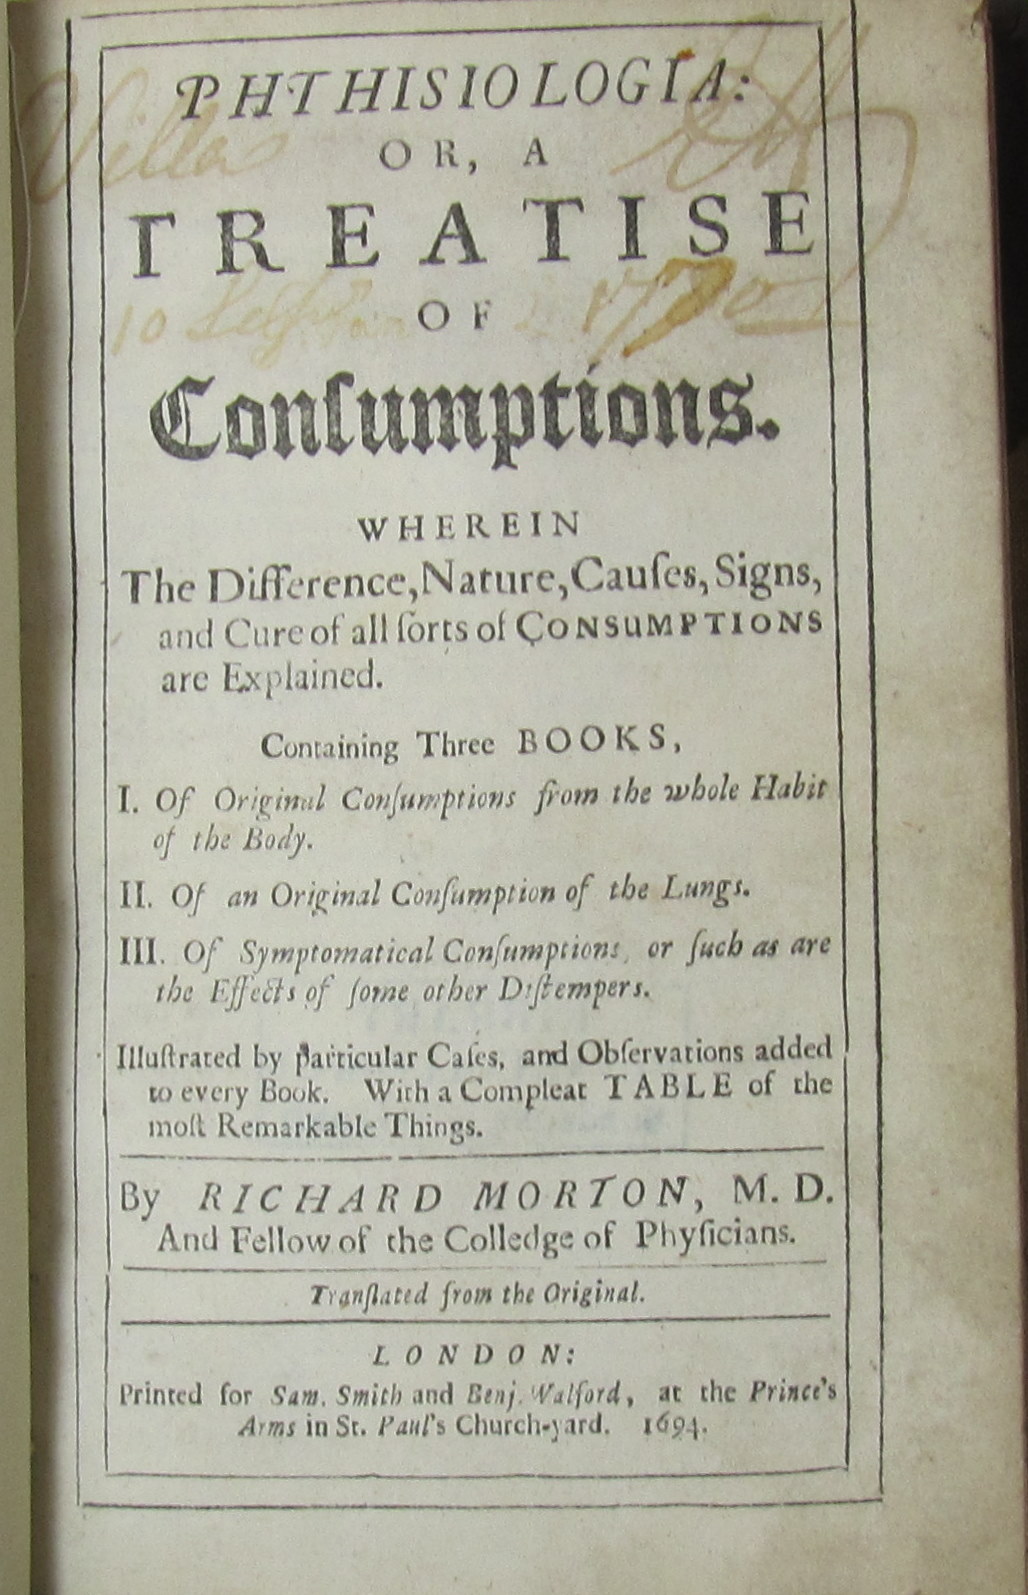 PHTHISIOLOGIA:
OR, A
TREATISE
OF
Conſumptions.
WHEREIN
The Difference, Nature, Cauſes, Signs,
and Cure of all ſorts of CONSUMPTIONS
are Explained.
Containing Three BOOKS,
I. Of Original Conſumptions from the whole Habit
of the Body.
II. Of an Original Conſumption of the Lungs.
III. Of Symptomatical Conſumptions, or ſuch as are
the Effects of ſome other Diſtempers.
Illuſtrated by particular Caſes, and Obſervations added
to every Book. With a Compleat TABLE of the
moſt Remarkable Things.
By RICHARD MORTON, M. D.
And Fellow of the Colledge of Phyſicians.
Tranſlated from the Original.
LONDON:
Printed for Sam. Smith and Benj. Walford, at the Prince's
Arms in St. Paul's Church-yard. 1694.